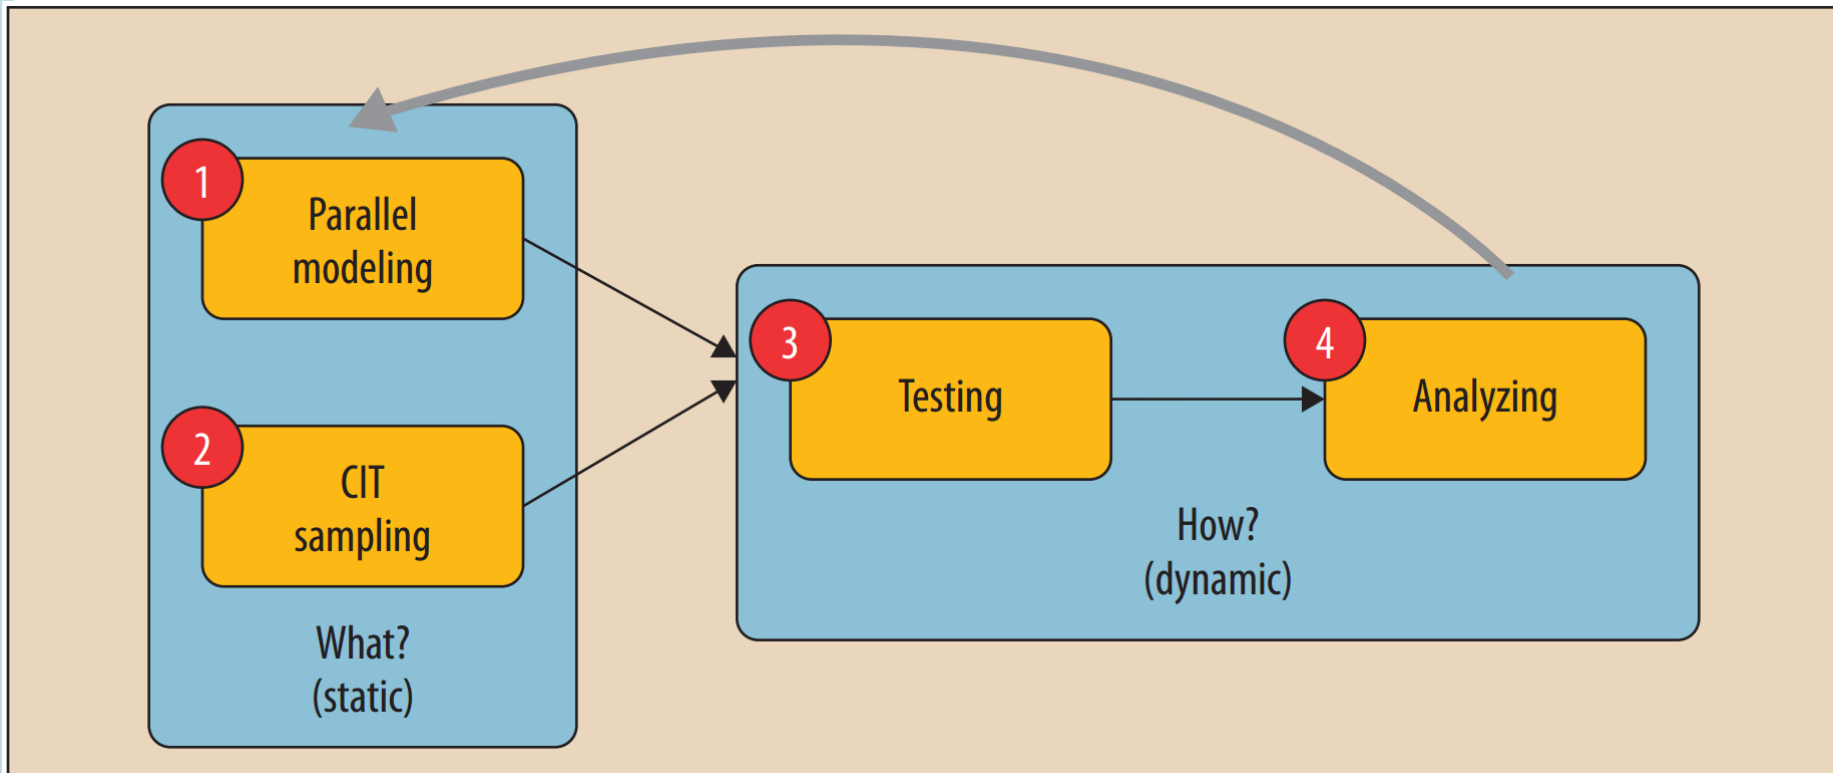 1
Parallel
modeling
2
CIT
sampling
What?
(static)
3
Testing
4
Analyzing
How?
(dynamic)